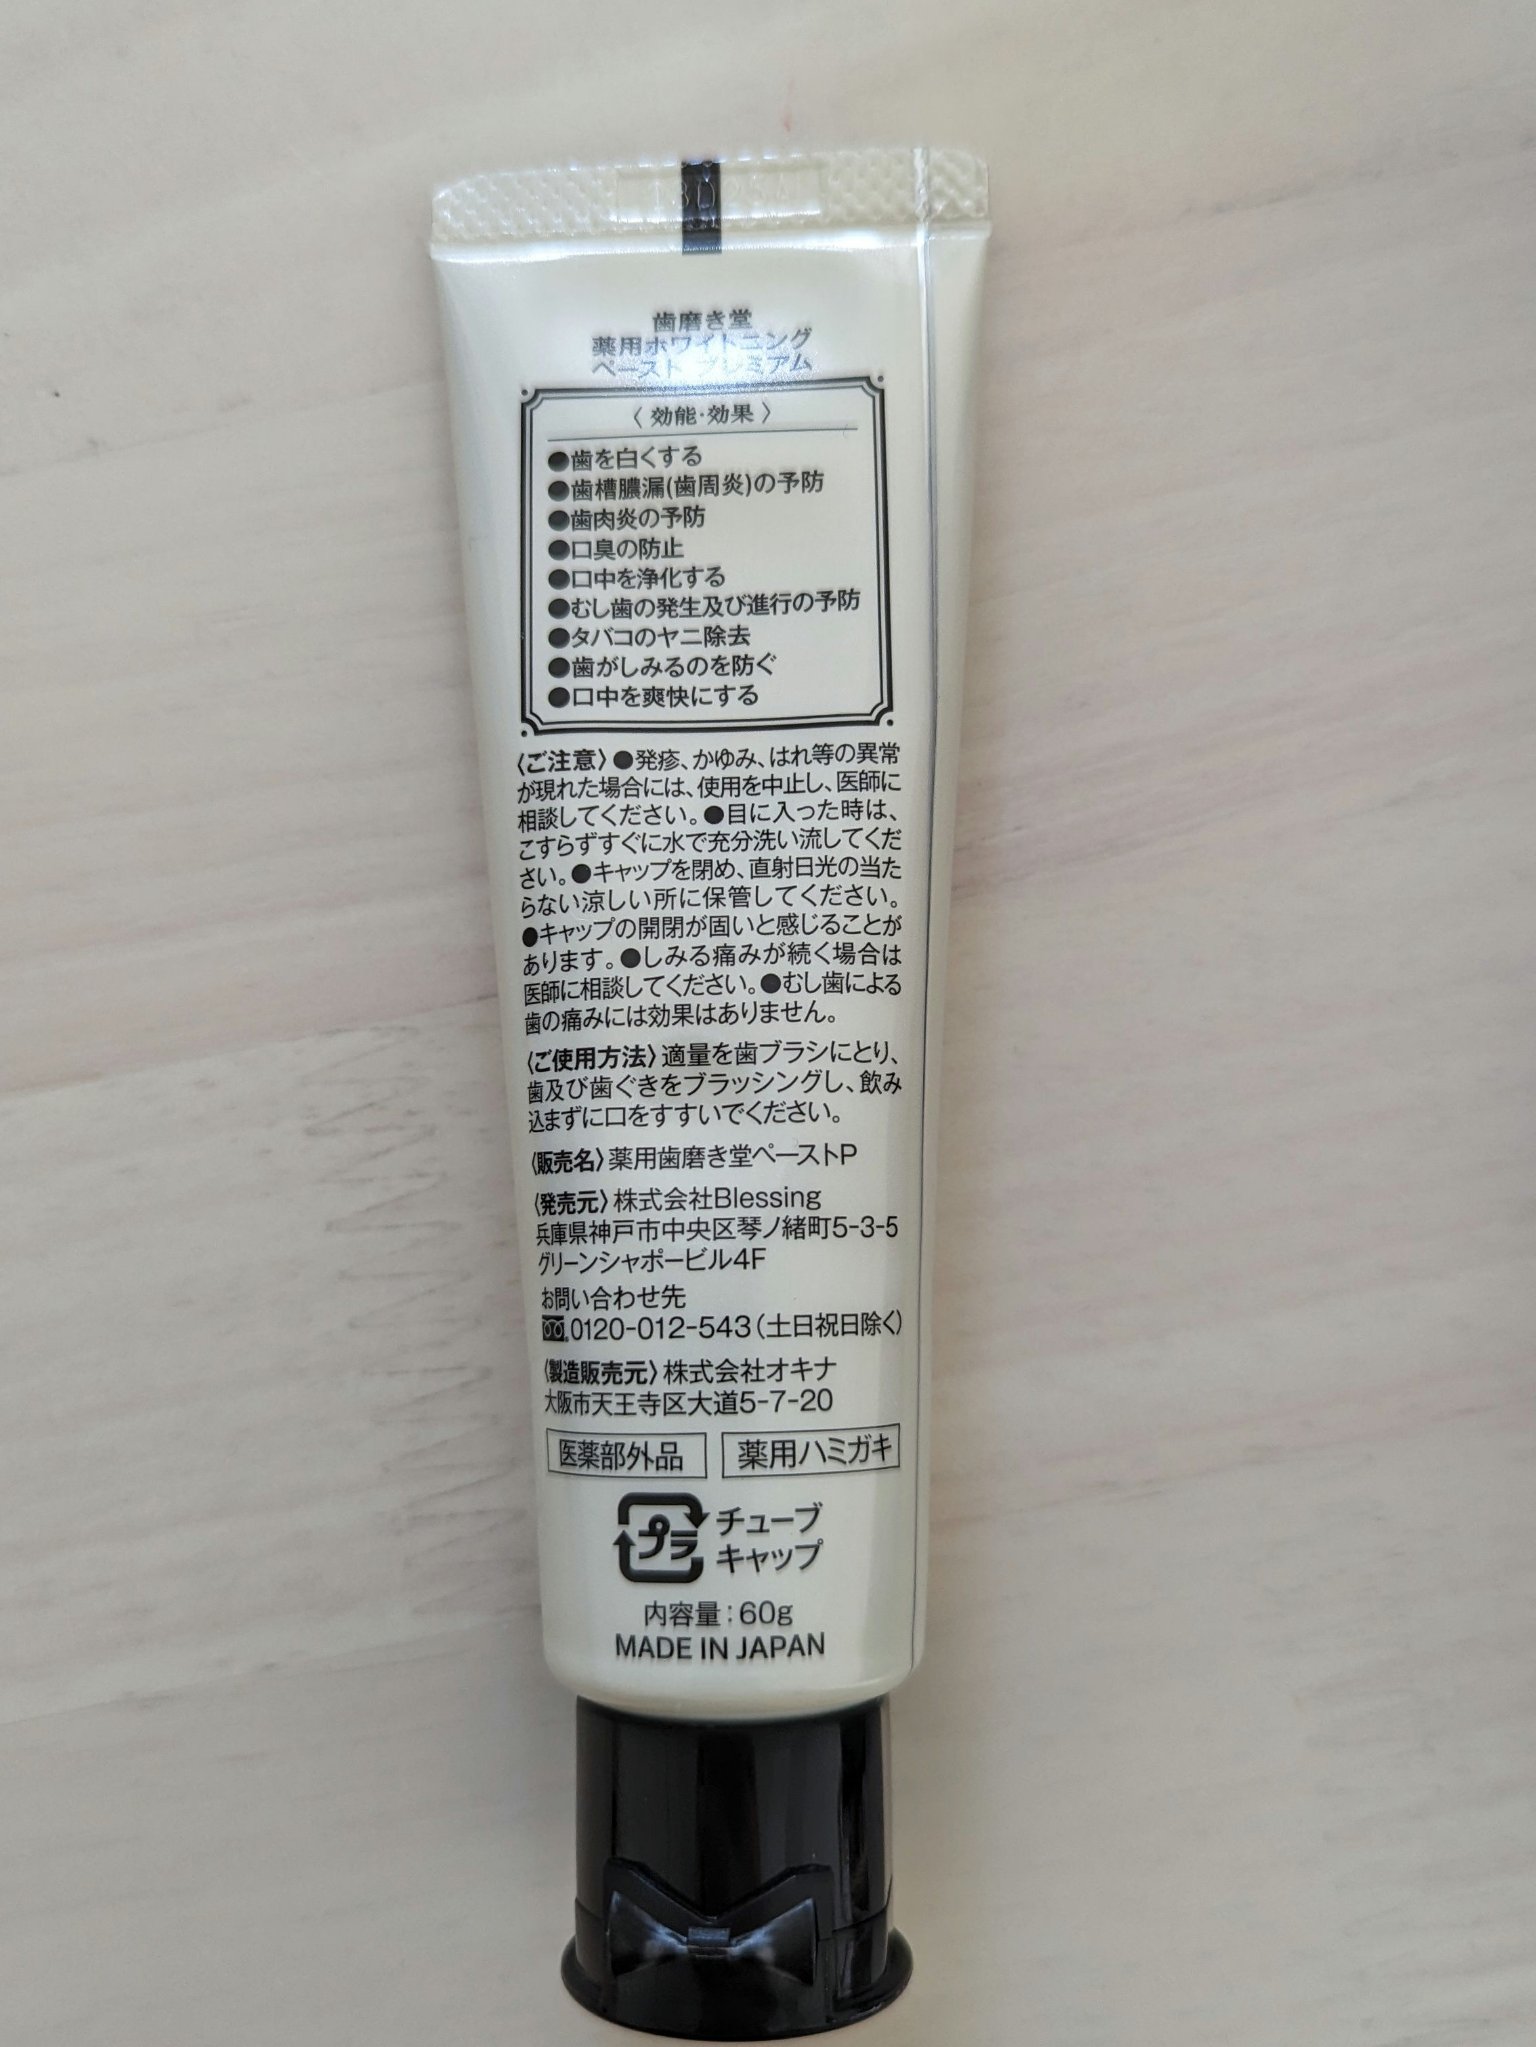 歯磨き堂
薬用ホワイトニング
ペースト プレミアム
〈 効能・効果 〉
●歯を白くする
●歯槽膿漏(歯周炎)の予防
●歯肉炎の予防
●口臭の防止
●口中を浄化する
●むし歯の発生及び進行の予防
●タバコのヤニ除去
●歯がしみるのを防ぐ
●口中を爽快にする
〈ご注意〉●発疹、かゆみ、はれ等の異常
が現れた場合には、使用を中止し、医師に
相談してください。●目に入った時は、
こすらずすぐに水で充分洗い流してくだ
さい。●キャップを閉め、直射日光の当た
らない涼しい所に保管してください。
●キャップの開閉が固いと感じることが
あります。●しみる痛みが続く場合は
医師に相談してください。●むし歯による
歯の痛みには効果はありません。
〈ご使用方法〉適量を歯ブラシにとり、
歯及び歯ぐきをブラッシングし、飲み
込まずに口をすすいでください。
〈販売名〉薬用歯磨き堂ペーストP
〈発売元〉株式会社Blessing
兵庫県神戸市中央区琴ノ緒町5-3-5
グリーンシャポービル4F
お問い合わせ先
0120-012-543(土日祝日除く)
〈製造販売元〉株式会社オキナ
大阪市天王寺区大道5-7-20
医薬部外品 薬用ハミガキ
プラ チューブ
キャップ
内容量：60g
MADE IN JAPAN